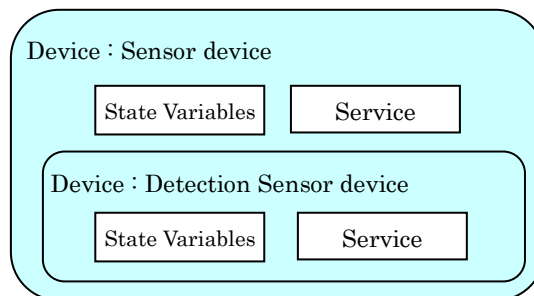 Device : Sensor device
State Variables
Service
Device : Detection Sensor device
State Variables
Service